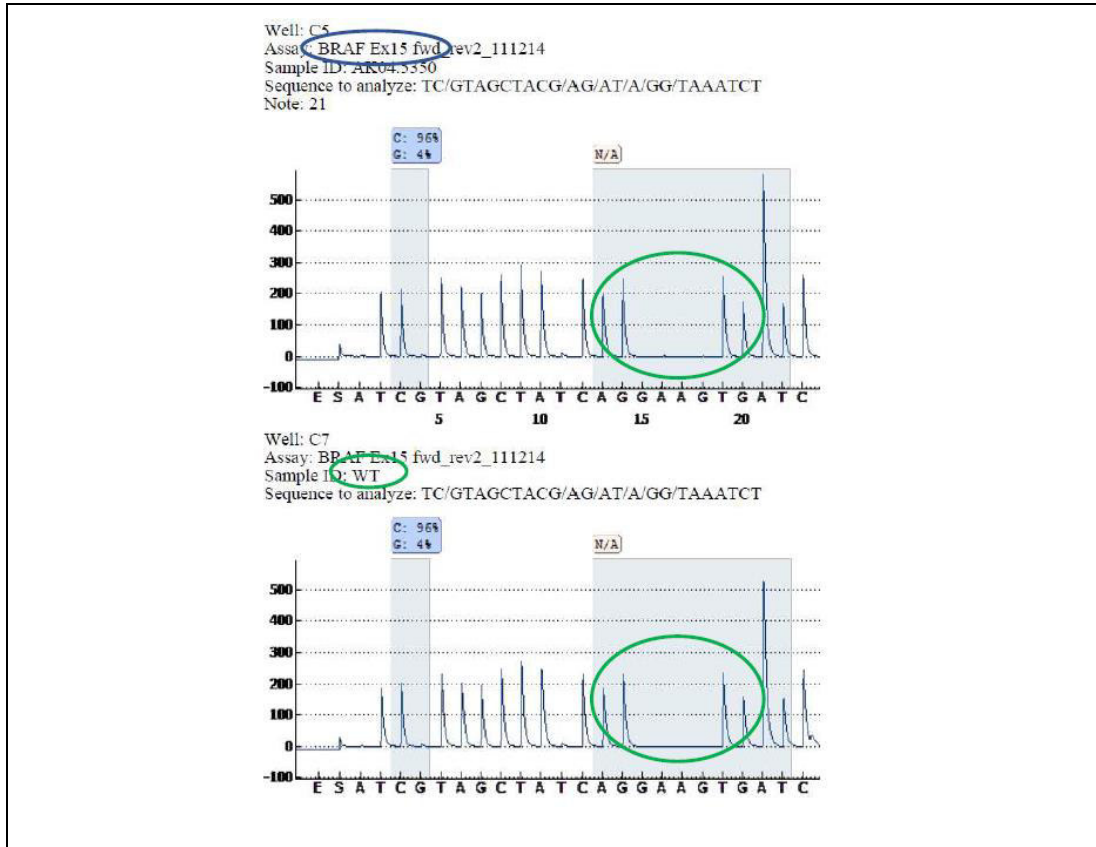 Well: C5
Assay: BRAF Ex15 fwd_rev2_111214
Sample ID: AK04.5350
Sequence to analyze: TC/GTAGCTACG/AG/AT/A/GG/TAAATCT
Note: 21
C: 96%
G: 4%
N/A
500
400
300
200
100
0
-100
E S A T C G T A G C T A T C A G G A A G T G A T C
5 10 15 20
Well: C7
Assay: BRAF Ex15 fwd_rev2_111214
Sample ID: WT
Sequence to analyze: TC/GTAGCTACG/AG/AT/A/GG/TAAATCT
C: 96%
G: 4%
N/A
500
400
300
200
100
0
-100
E S A T C G T A G C T A T C A G G A A G T G A T C